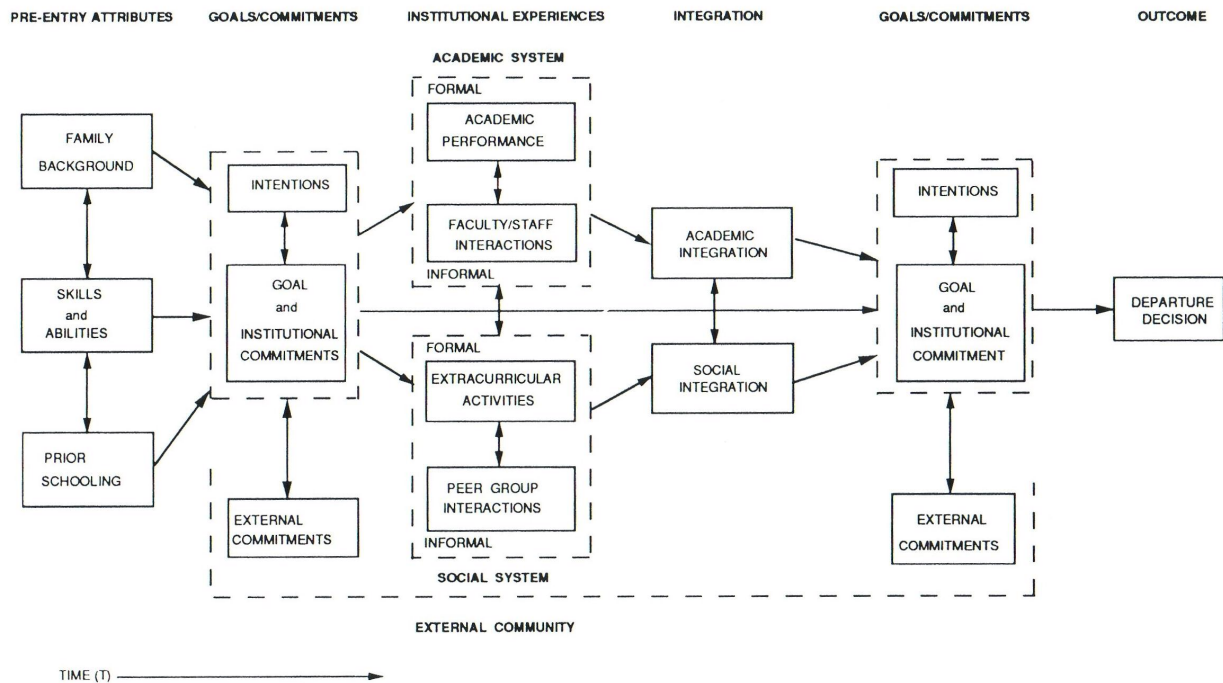 PRE-ENTRY ATTRIBUTES
GOALS/COMMITMENTS
INSTITUTIONAL EXPERIENCES
INTEGRATION
GOALS/COMMITMENTS
OUTCOME
FAMILY
BACKGROUND
SKILLS
and
ABILITIES
PRIOR
SCHOOLING
INTENTIONS
GOAL
and
INSTITUTIONAL
COMMITMENTS
EXTERNAL
COMMITMENTS
ACADEMIC SYSTEM
FORMAL
ACADEMIC
PERFORMANCE
FACULTY/STAFF
INTERACTIONS
INFORMAL
FORMAL
EXTRACURRICULAR
ACTIVITIES
PEER GROUP
INTERACTIONS
INFORMAL
SOCIAL SYSTEM
ACADEMIC
INTEGRATION
SOCIAL
INTEGRATION
INTENTIONS
GOAL
and
INSTITUTIONAL
COMMITMENT
EXTERNAL
COMMITMENTS
DEPARTURE
DECISION
EXTERNAL COMMUNITY
TIME (T)